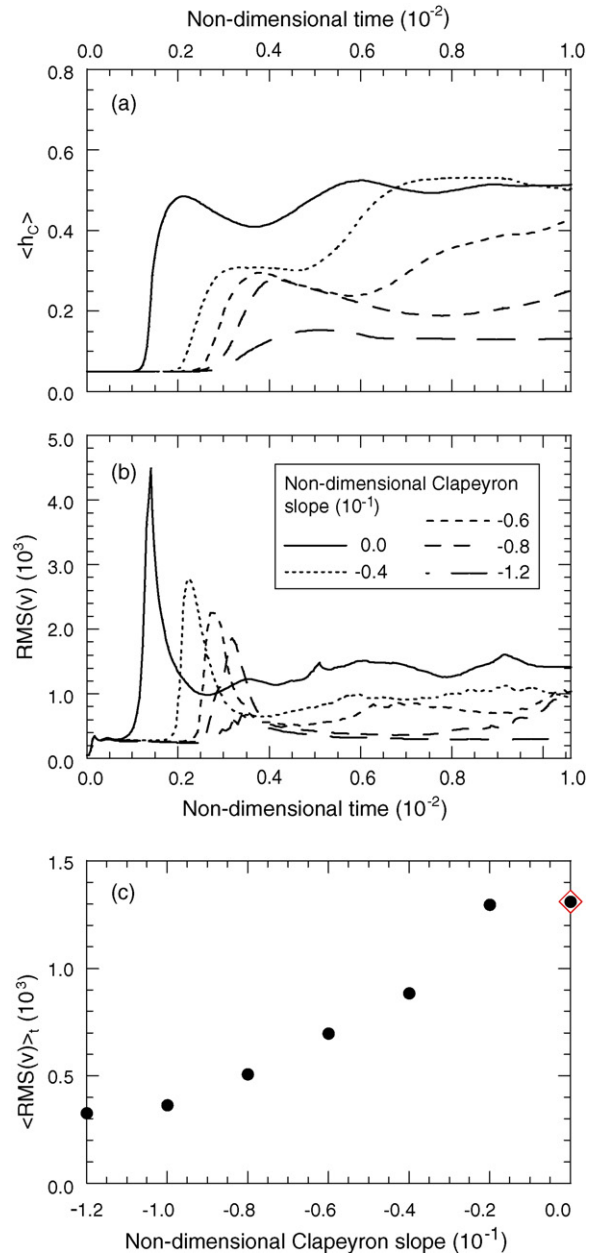 Non-dimensional time (10-2)
0.0 0.2 0.4 0.6 0.8 1.0
0.8
(a)
0.6
<hC>
0.4
0.2
0.0
5.0
(b)
Non-dimensional Clapeyron
slope (10-1)
-0.6
0.0
-0.8
-0.4
-1.2
4.0
3.0
RMS(v) (103)
2.0
1.0
0.0
0.0 0.2 0.4 0.6 0.8 1.0
Non-dimensional time (10-2)
1.5
(c)
1.0
<RMS(v)>t (103)
0.5
0.0
-1.2 -1.0 -0.8 -0.6 -0.4 -0.2 0.0
Non-dimensional Clapeyron slope (10-1)